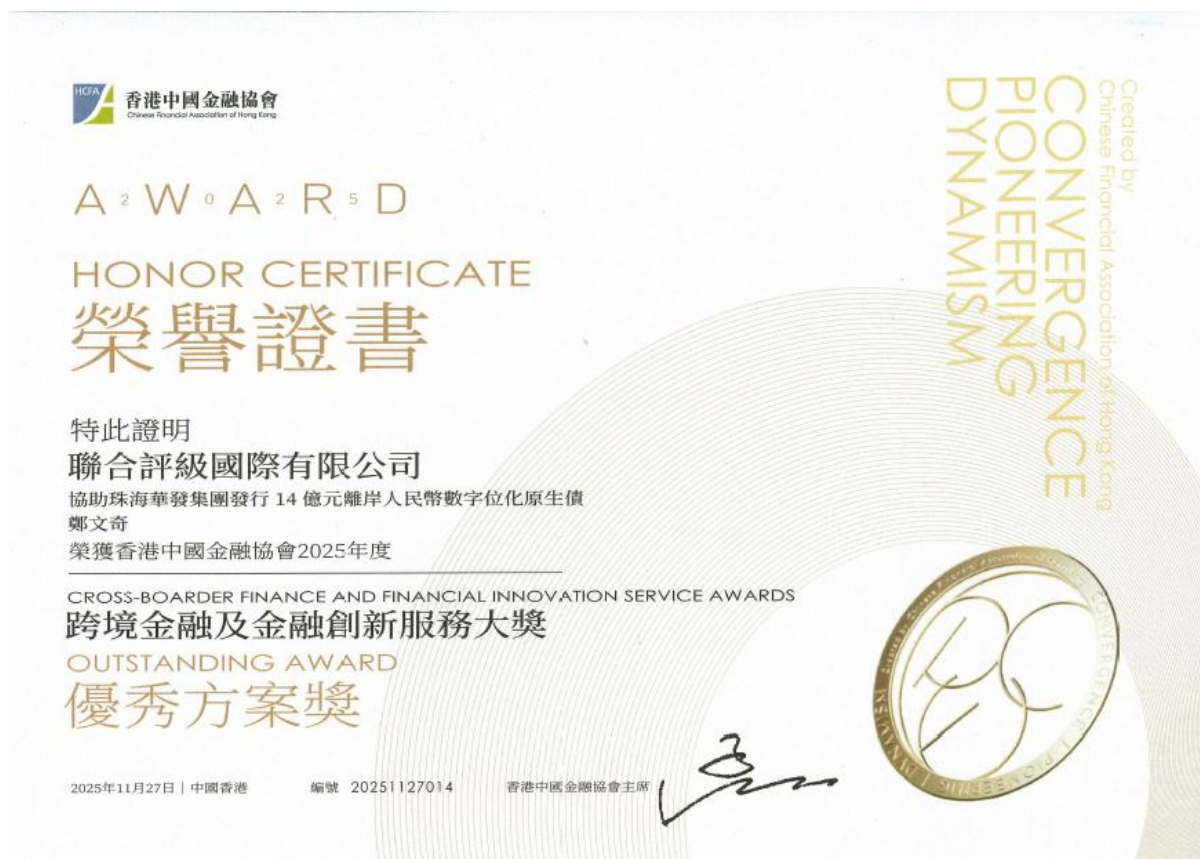 HCFA
香港中國金融協會
Chinese Financial Association of Hong Kong
A 2 W 0 A 2 R 5 D
HONOR CERTIFICATE
榮譽證書
特此證明
聯合評級國際有限公司
協助珠海華發集團發行 14 億元離岸人民幣數字位化原生債
鄭文奇
榮獲香港中國金融協會2025年度
CROSS-BOARDER FINANCE AND FINANCIAL INNOVATION SERVICE AWARDS
跨境金融及金融創新服務大獎
OUTSTANDING AWARD
優秀方案獎
2025年11月27日 | 中國香港
編號 20251127014
香港中國金融協會主席
Created by
Chinese Financial Association of Hong Kong
CONVERGENCE
PIONEERING
DYNAMISM
CONVERGENCE | PIONEERING | DYNAMISM